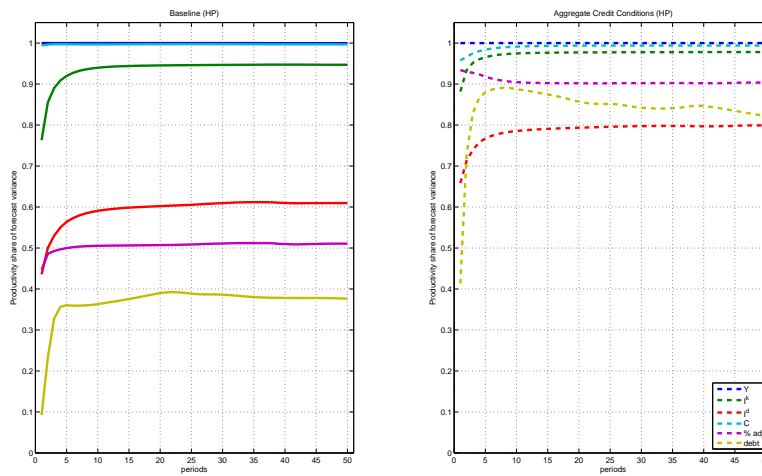 Baseline (HP)
Productivity share of forecast variance
1
0.9
0.8
0.7
0.6
0.5
0.4
0.3
0.2
0.1
0
0 5 10 15 20 25 30 35 40 45 50
periods
Aggregate Credit Conditions (HP)
Productivity share of forecast variance
1
0.9
0.8
0.7
0.6
0.5
0.4
0.3
0.2
0.1
0
0 5 10 15 20 25 30 35 40 45
periods
Y
I^k
I^d
C
% adj
debt